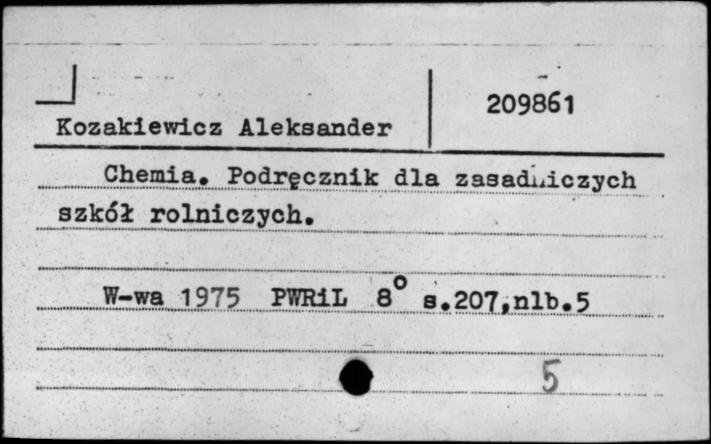 209861
Kozakiewicz Aleksander
Chemia. Podręcznik dla zasadniczych
szkół rolniczych.
W-wa 1975 PWRiL 8° s.207,nlb.5
5